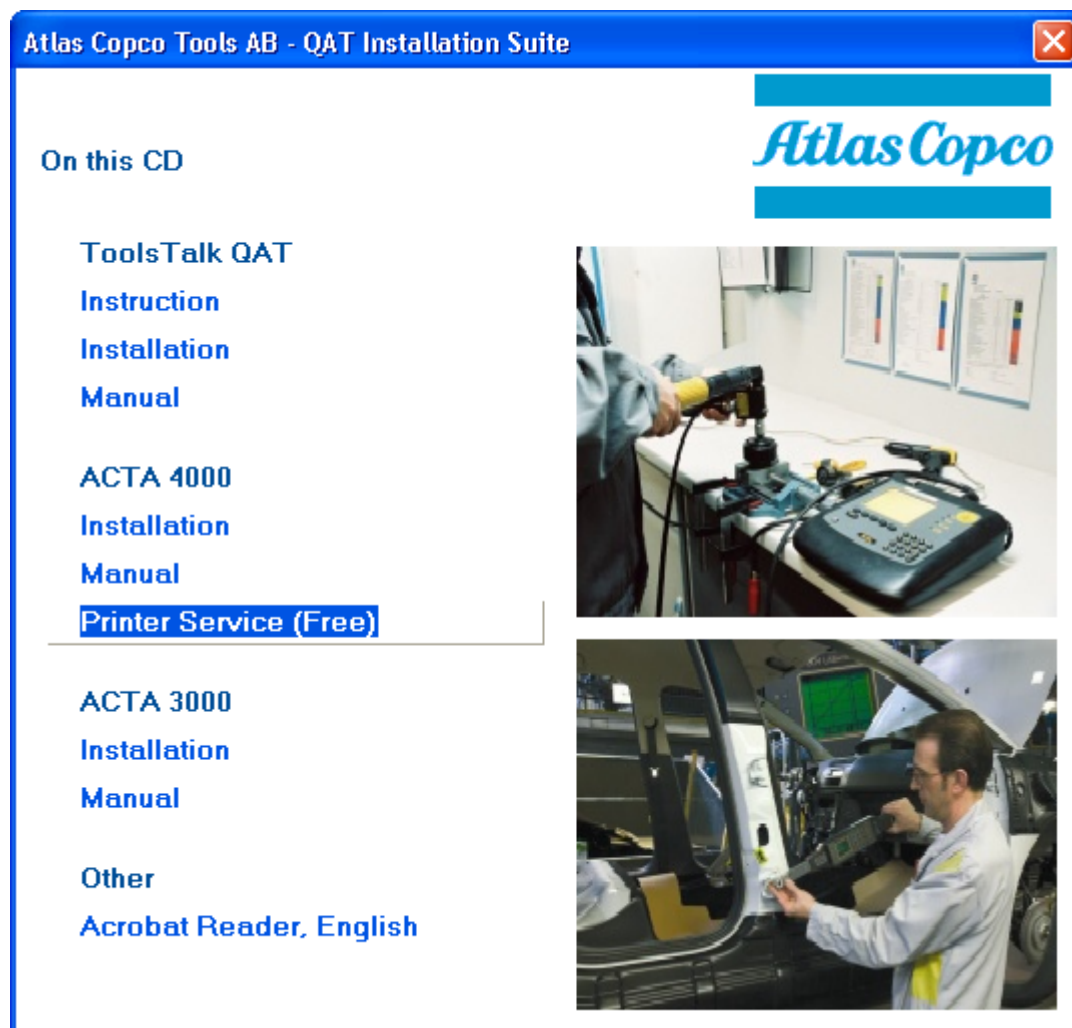 Atlas Copco Tools AB - QAT Installation Suite
Atlas Copco
On this CD
ToolsTalk QAT
Instruction
Installation
Manual
ACTA 4000
Installation
Manual
Printer Service (Free)
ACTA 3000
Installation
Manual
Other
Acrobat Reader, English